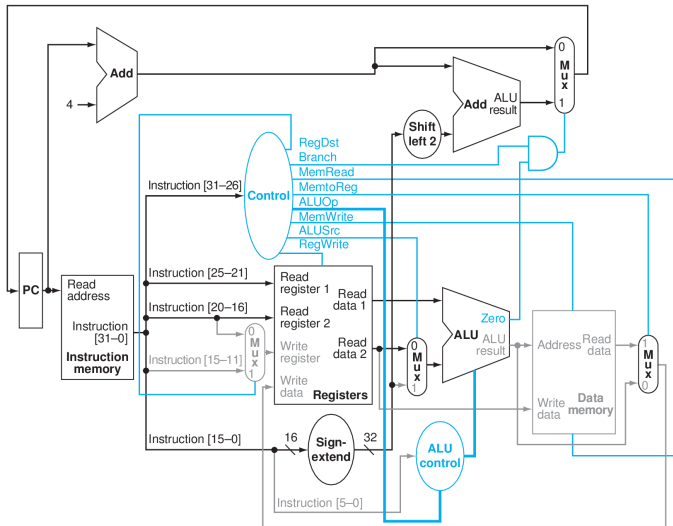 Add
4
0
M
u
x
1
Add
ALU
result
Shift
left 2
RegDst
Branch
MemRead
MemtoReg
ALUOp
MemWrite
ALUSrc
RegWrite
Control
Instruction [31–26]
PC
Read
address
Instruction
[31–0]
Instruction
memory
Instruction [25–21]
Instruction [20–16]
Instruction [15–11]
0
M
u
x
1
Read
register 1
Read
register 2
Write
register
Write
data
Read
data 1
Read
data 2
Registers
0
M
u
x
1
Zero
ALU
ALU
result
Address
Read
data
Write
data
Data
memory
1
M
u
x
0
Instruction [15–0]
16
Sign-
extend
32
ALU
control
Instruction [5–0]